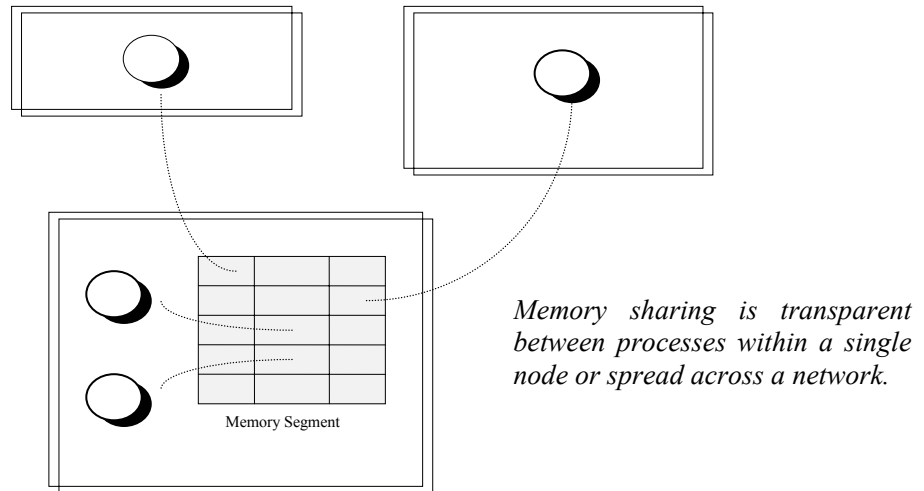 Memory sharing is transparent
between processes within a single
node or spread across a network.
Memory Segment